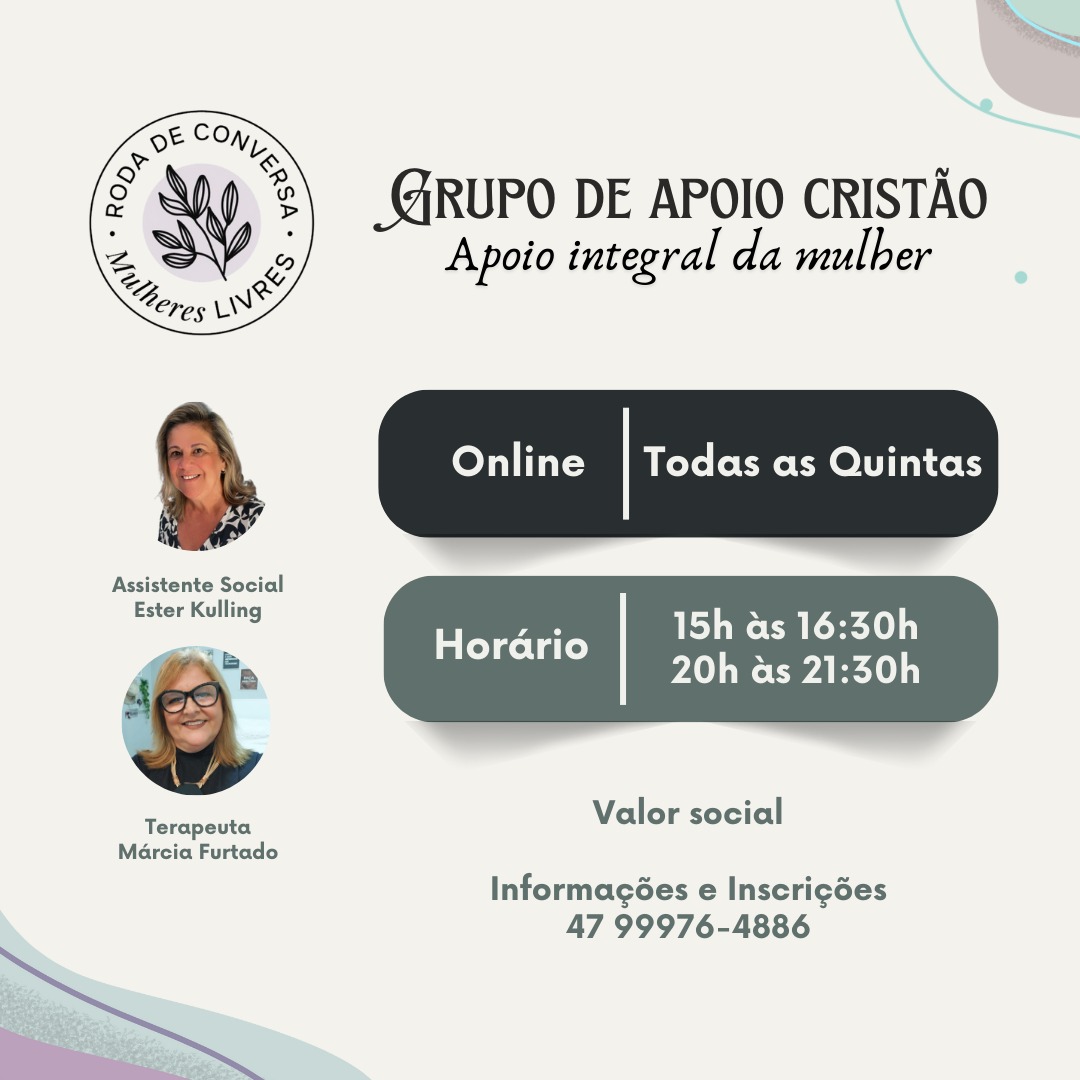 RODA DE CONVERSA
Mulheres LIVRES
GRUPO DE APOIO CRISTÃO
Apoio integral da mulher
Online
Todas as Quintas
Horário
15h às 16:30h
20h às 21:30h
Assistente Social
Ester Kulling
Terapeuta
Márcia Furtado
Valor social
Informações e Inscrições
47 99976-4886